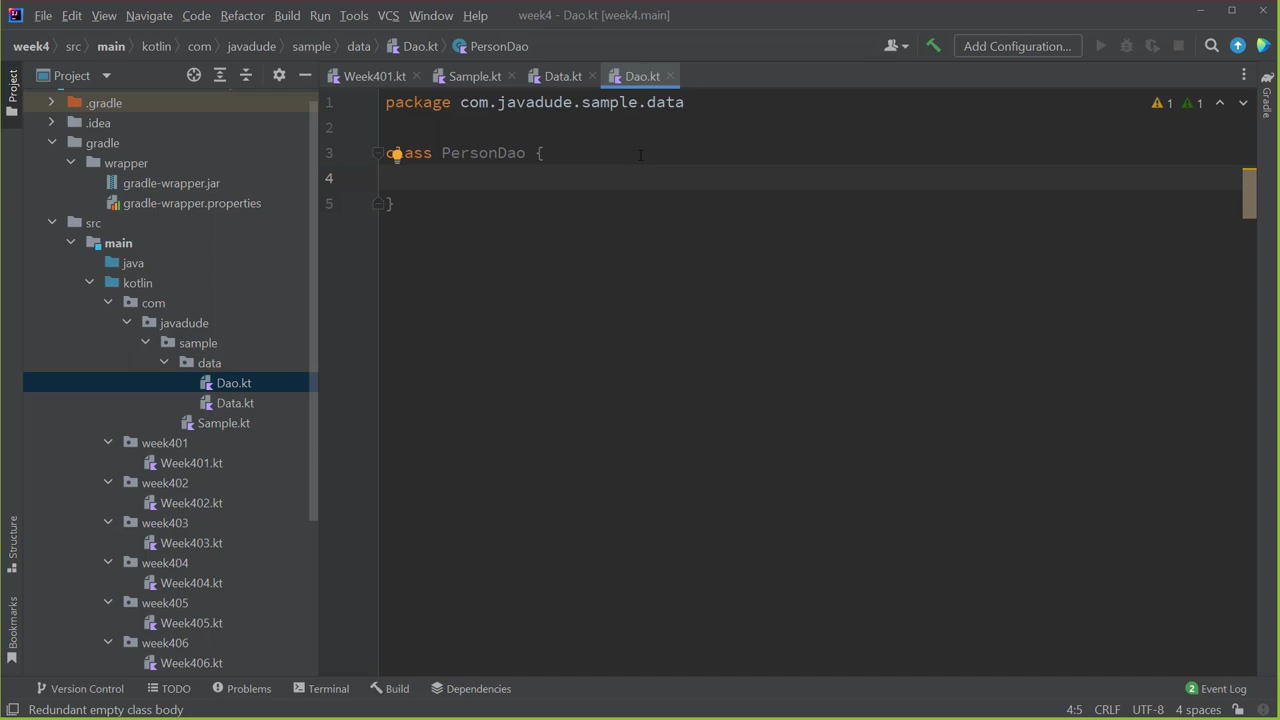 File Edit View Navigate Code Refactor Build Run Tools VCS Window Help week4 - Dao.kt [week4.main]
week4 src main kotlin com javadude sample data Dao.kt PersonDao Add Configuration...
Project
Week401.kt Sample.kt Data.kt Dao.kt
Project
Gradle
.gradle
.idea
gradle
wrapper
gradle-wrapper.jar
gradle-wrapper.properties
src
main
java
kotlin
com
javadude
sample
data
Dao.kt
Data.kt
Sample.kt
week401
Week401.kt
week402
Week402.kt
week403
Week403.kt
week404
Week404.kt
week405
Week405.kt
week406
Week406.kt
1 package com.javadude.sample.data 1 1
2
3 class PersonDao {
4
5 }
Structure
Bookmarks
Version Control TODO Problems Terminal Build Dependencies 2 Event Log
Redundant empty class body 4:5 CRLF UTF-8 4 spaces